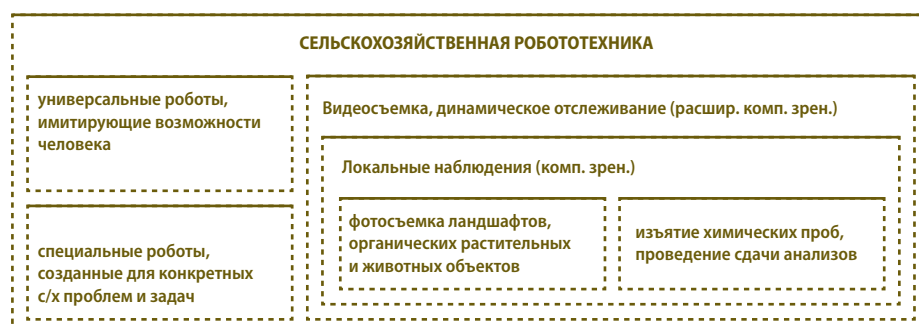 СЕЛЬСКОХОЗЯЙСТВЕННАЯ РОБОТОТЕХНИКА
универсальные роботы,
имитирующие возможности
человека
специальные роботы,
созданные для конкретных
с/х проблем и задач
Видеосъемка, динамическое отслеживание (расшир. комп. зрен.)
Локальные наблюдения (комп. зрен.)
фотосъемка ландшафтов,
органических растительных
и животных объектов
изъятие химических проб,
проведение сдачи анализов